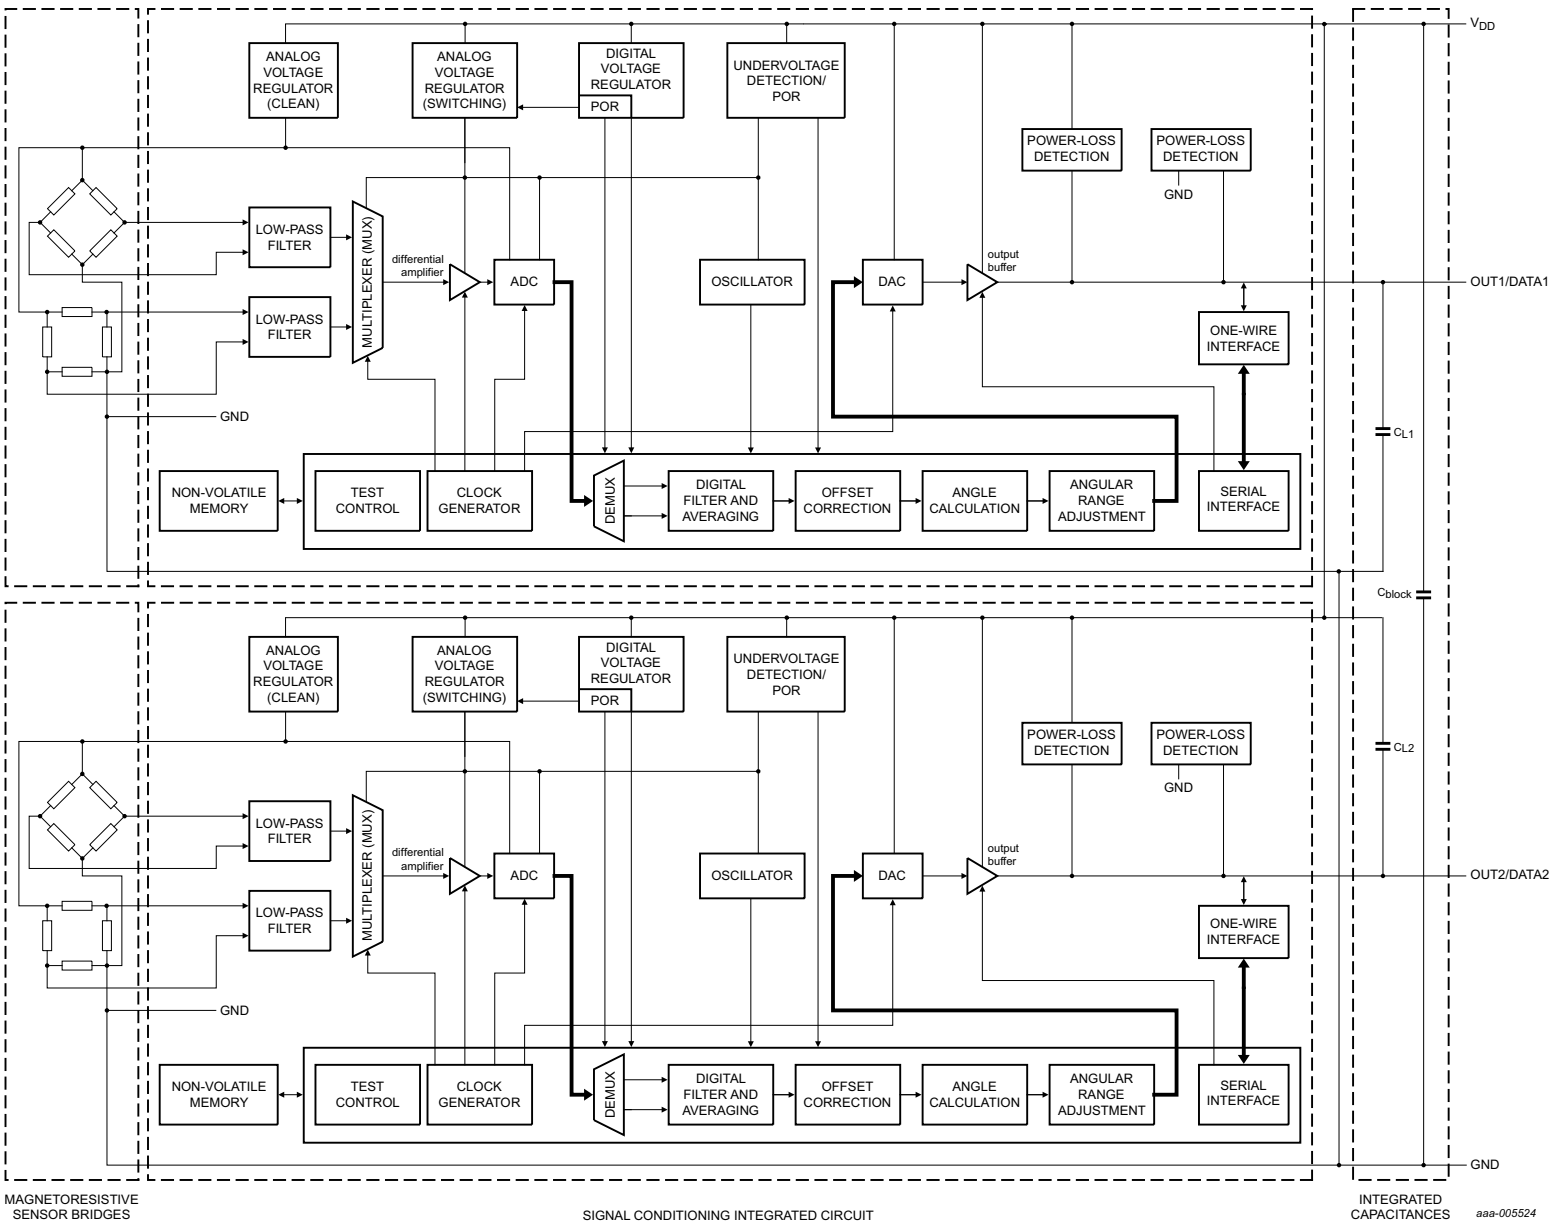 VDD
ANALOG
VOLTAGE
REGULATOR
(CLEAN)
ANALOG
VOLTAGE
REGULATOR
(SWITCHING)
DIGITAL
VOLTAGE
REGULATOR
POR
UNDERVOLTAGE
DETECTION/
POR
POWER-LOSS
DETECTION
POWER-LOSS
DETECTION
GND
LOW-PASS
FILTER
LOW-PASS
FILTER
MULTIPLEXER (MUX)
differential
amplifier
ADC
OSCILLATOR
DAC
output
buffer
OUT1/DATA1
ONE-WIRE
INTERFACE
GND
CL1
NON-VOLATILE
MEMORY
TEST
CONTROL
CLOCK
GENERATOR
DEMUX
DIGITAL
FILTER AND
AVERAGING
OFFSET
CORRECTION
ANGLE
CALCULATION
ANGULAR
RANGE
ADJUSTMENT
SERIAL
INTERFACE
Cblock
ANALOG
VOLTAGE
REGULATOR
(CLEAN)
ANALOG
VOLTAGE
REGULATOR
(SWITCHING)
DIGITAL
VOLTAGE
REGULATOR
POR
UNDERVOLTAGE
DETECTION/
POR
POWER-LOSS
DETECTION
POWER-LOSS
DETECTION
GND
CL2
LOW-PASS
FILTER
LOW-PASS
FILTER
MULTIPLEXER (MUX)
differential
amplifier
ADC
OSCILLATOR
DAC
output
buffer
OUT2/DATA2
ONE-WIRE
INTERFACE
GND
NON-VOLATILE
MEMORY
TEST
CONTROL
CLOCK
GENERATOR
DEMUX
DIGITAL
FILTER AND
AVERAGING
OFFSET
CORRECTION
ANGLE
CALCULATION
ANGULAR
RANGE
ADJUSTMENT
SERIAL
INTERFACE
GND
MAGNETORESISTIVE
SENSOR BRIDGES
SIGNAL CONDITIONING INTEGRATED CIRCUIT
INTEGRATED
CAPACITANCES
aaa-005524